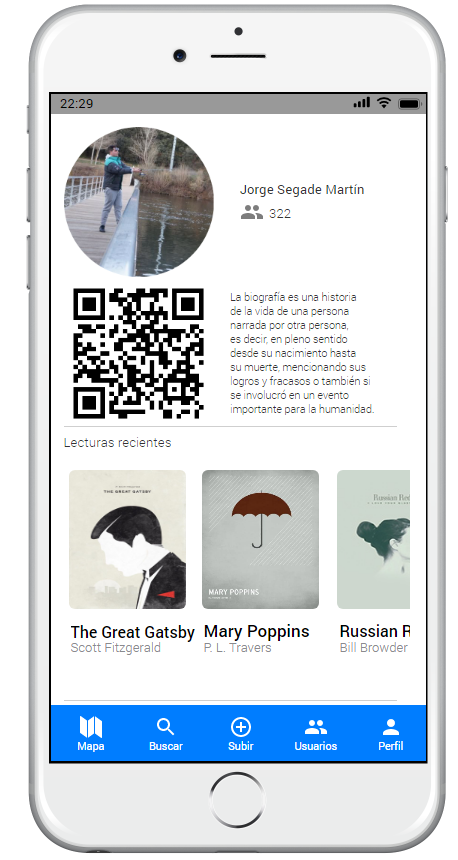 22:29
Jorge Segade Martín
322
La biografía es una historia
de la vida de una persona
narrada por otra persona,
es decir, en pleno sentido
desde su nacimiento hasta
su muerte, mencionando sus
logros y fracasos o también si
se involucró en un evento
importante para la humanidad.
Lecturas recientes
THE GREAT GATSBY
MARY POPPINS
Russian Re
The Great Gatsby
Scott Fitzgerald
Mary Poppins
P. L. Travers
Russian R
Bill Browder
Mapa
Buscar
Subir
Usuarios
Perfil